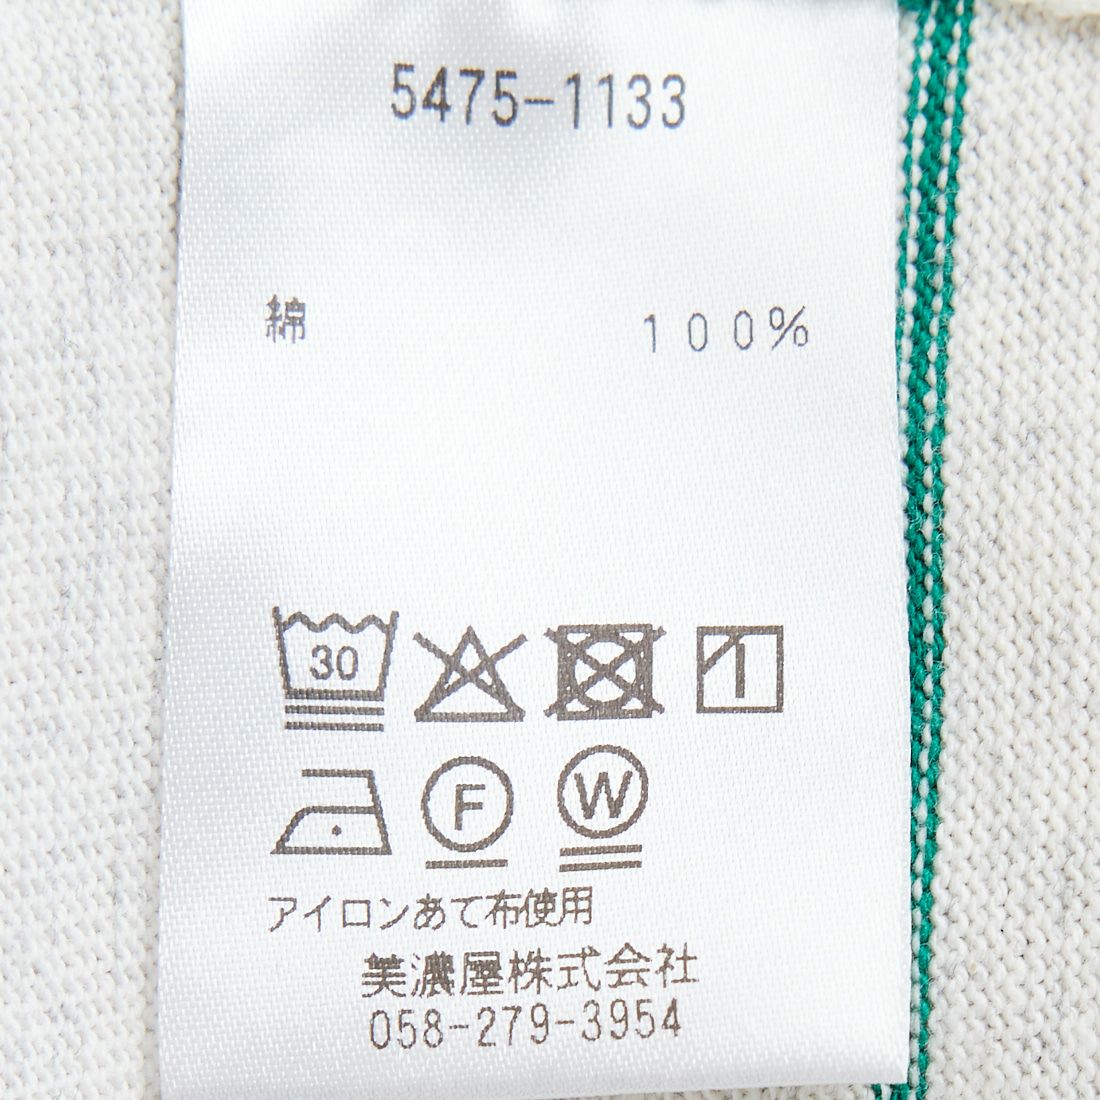 5475-1133
綿 100%
30
F W
アイロンあて布使用
美濃屋株式会社
058-279-3954